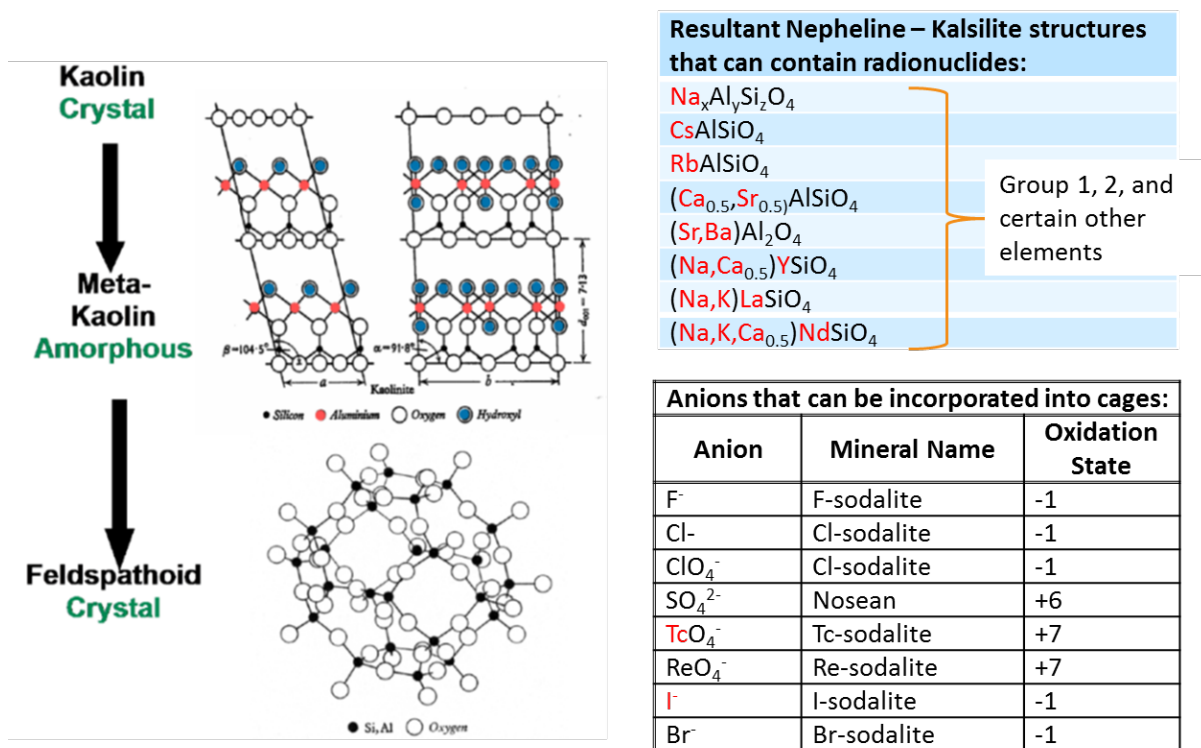 Kaolin
Crystal
Meta-
Kaolin
Amorphous
Feldspathoid
Crystal
β=104·5°
a
α=91·8°
b
d₀₀₁ = 7·13
Kaolinite
Silicon Aluminium Oxygen Hydroxyl
Si, Al Oxygen
Resultant Nepheline – Kalsilite structures
that can contain radionuclides:
NaₓAlᵧSi_zO₄
CsAlSiO₄
RbAlSiO₄
(Ca₀.₅,Sr₀.₅)AlSiO₄
(Sr,Ba)Al₂O₄
(Na,Ca₀.₅)YSiO₄
(Na,K)LaSiO₄
(Na,K,Ca₀.₅)NdSiO₄
Group 1, 2, and
certain other
elements
Anions that can be incorporated into cages:
Anion Mineral Name Oxidation
State
F⁻ F-sodalite -1
Cl- Cl-sodalite -1
ClO₄⁻ Cl-sodalite -1
SO₄²⁻ Nosean +6
TcO₄⁻ Tc-sodalite +7
ReO₄⁻ Re-sodalite +7
I⁻ I-sodalite -1
Br⁻ Br-sodalite -1